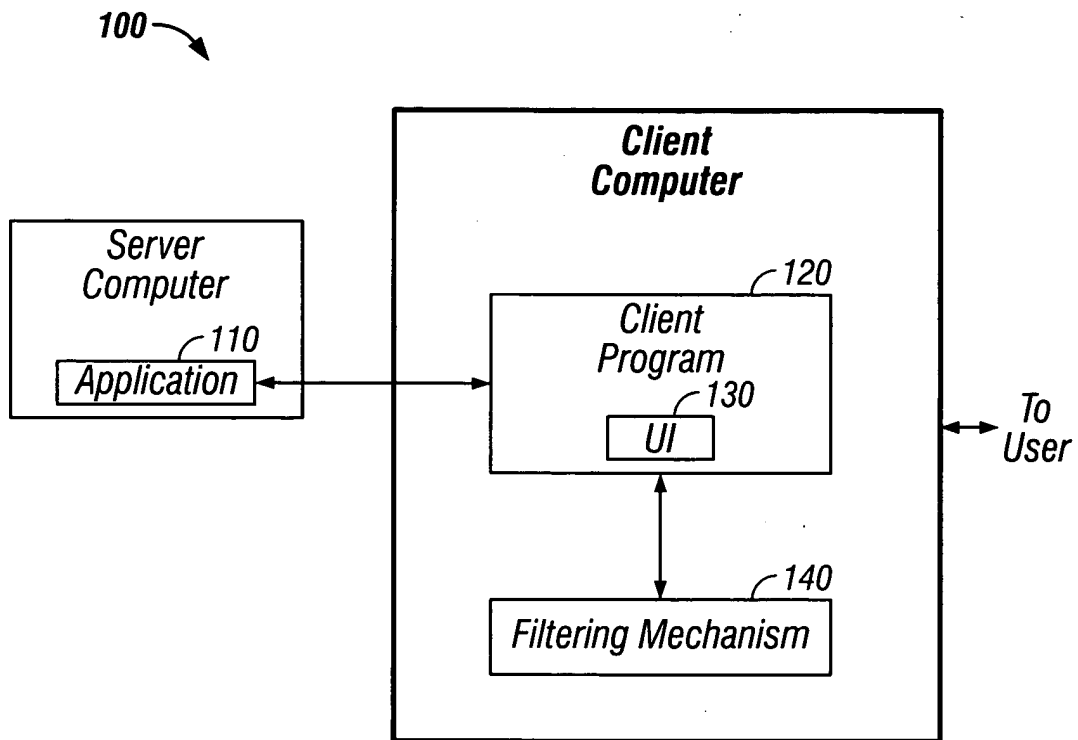 100
Client
Computer
Server
Computer
110
Application
120
Client
Program
130
UI
To
User
140
Filtering Mechanism